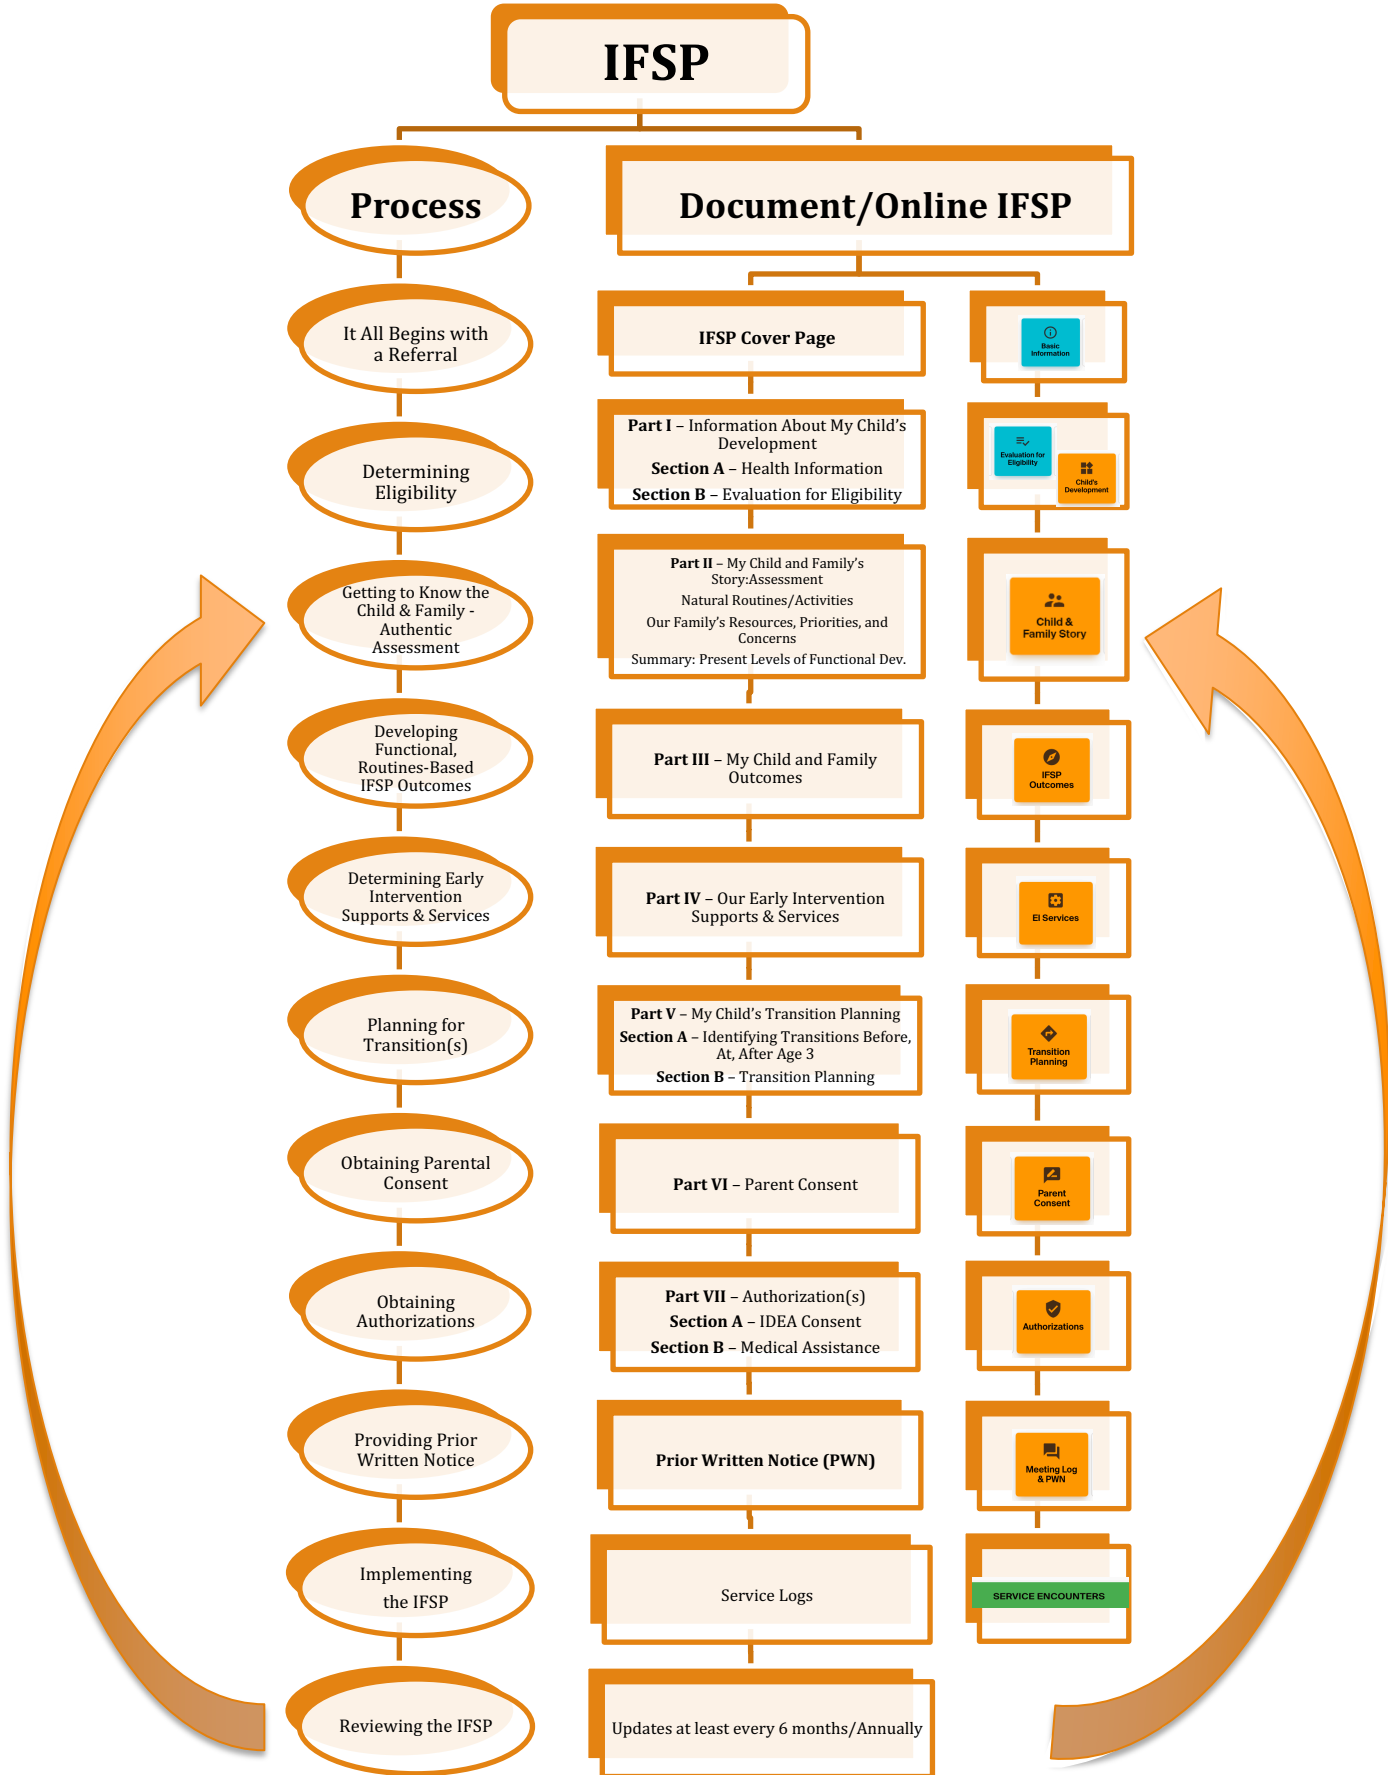 IFSP
Process
Document/Online IFSP
It All Begins with
a Referral
IFSP Cover Page
Basic
Information
Determining
Eligibility
Part I – Information About My Child's
Development
Section A – Health Information
Section B – Evaluation for Eligibility
Evaluation for
Eligibility
Child's
Development
Getting to Know the
Child & Family -
Authentic
Assessment
Part II – My Child and Family's
Story:Assessment
Natural Routines/Activities
Our Family's Resources, Priorities, and
Concerns
Summary: Present Levels of Functional Dev.
Child &
Family Story
Developing
Functional,
Routines-Based
IFSP Outcomes
Part III – My Child and Family
Outcomes
IFSP
Outcomes
Determining Early
Intervention
Supports & Services
Part IV – Our Early Intervention
Supports & Services
EI Services
Planning for
Transition(s)
Part V – My Child's Transition Planning
Section A – Identifying Transitions Before,
At, After Age 3
Section B – Transition Planning
Transition
Planning
Obtaining Parental
Consent
Part VI – Parent Consent
Parent
Consent
Obtaining
Authorizations
Part VII – Authorization(s)
Section A – IDEA Consent
Section B – Medical Assistance
Authorizations
Providing Prior
Written Notice
Prior Written Notice (PWN)
Meeting Log
& PWN
Implementing
the IFSP
Service Logs
SERVICE ENCOUNTERS
Reviewing the IFSP
Updates at least every 6 months/Annually